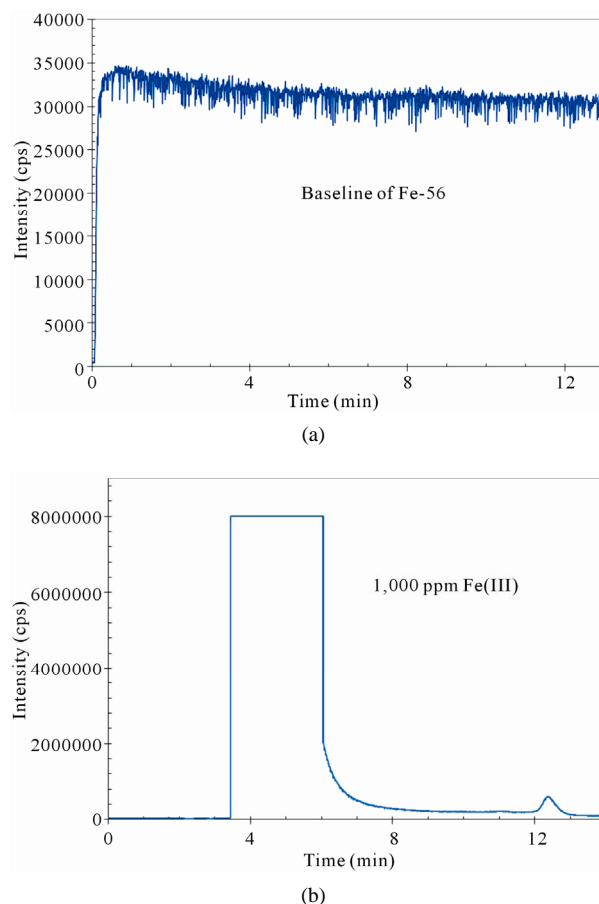 40000
35000
30000
25000
20000
15000
10000
5000
0
Intensity (cps)
Baseline of Fe-56
0 4 8 12
Time (min)
(a)
8000000
6000000
4000000
2000000
0
Intensity (cps)
1,000 ppm Fe(III)
0 4 8 12
Time (min)
(b)